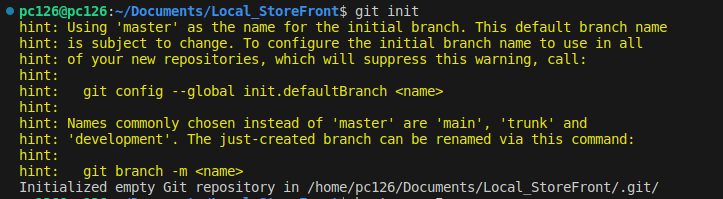 pc126@pc126:~/Documents/Local_StoreFront$ git init
hint: Using 'master' as the name for the initial branch. This default branch name
hint: is subject to change. To configure the initial branch name to use in all
hint: of your new repositories, which will suppress this warning, call:
hint:
hint:   git config --global init.defaultBranch <name>
hint:
hint: Names commonly chosen instead of 'master' are 'main', 'trunk' and
hint: 'development'. The just-created branch can be renamed via this command:
hint:
hint:   git branch -m <name>
Initialized empty Git repository in /home/pc126/Documents/Local_StoreFront/.git/